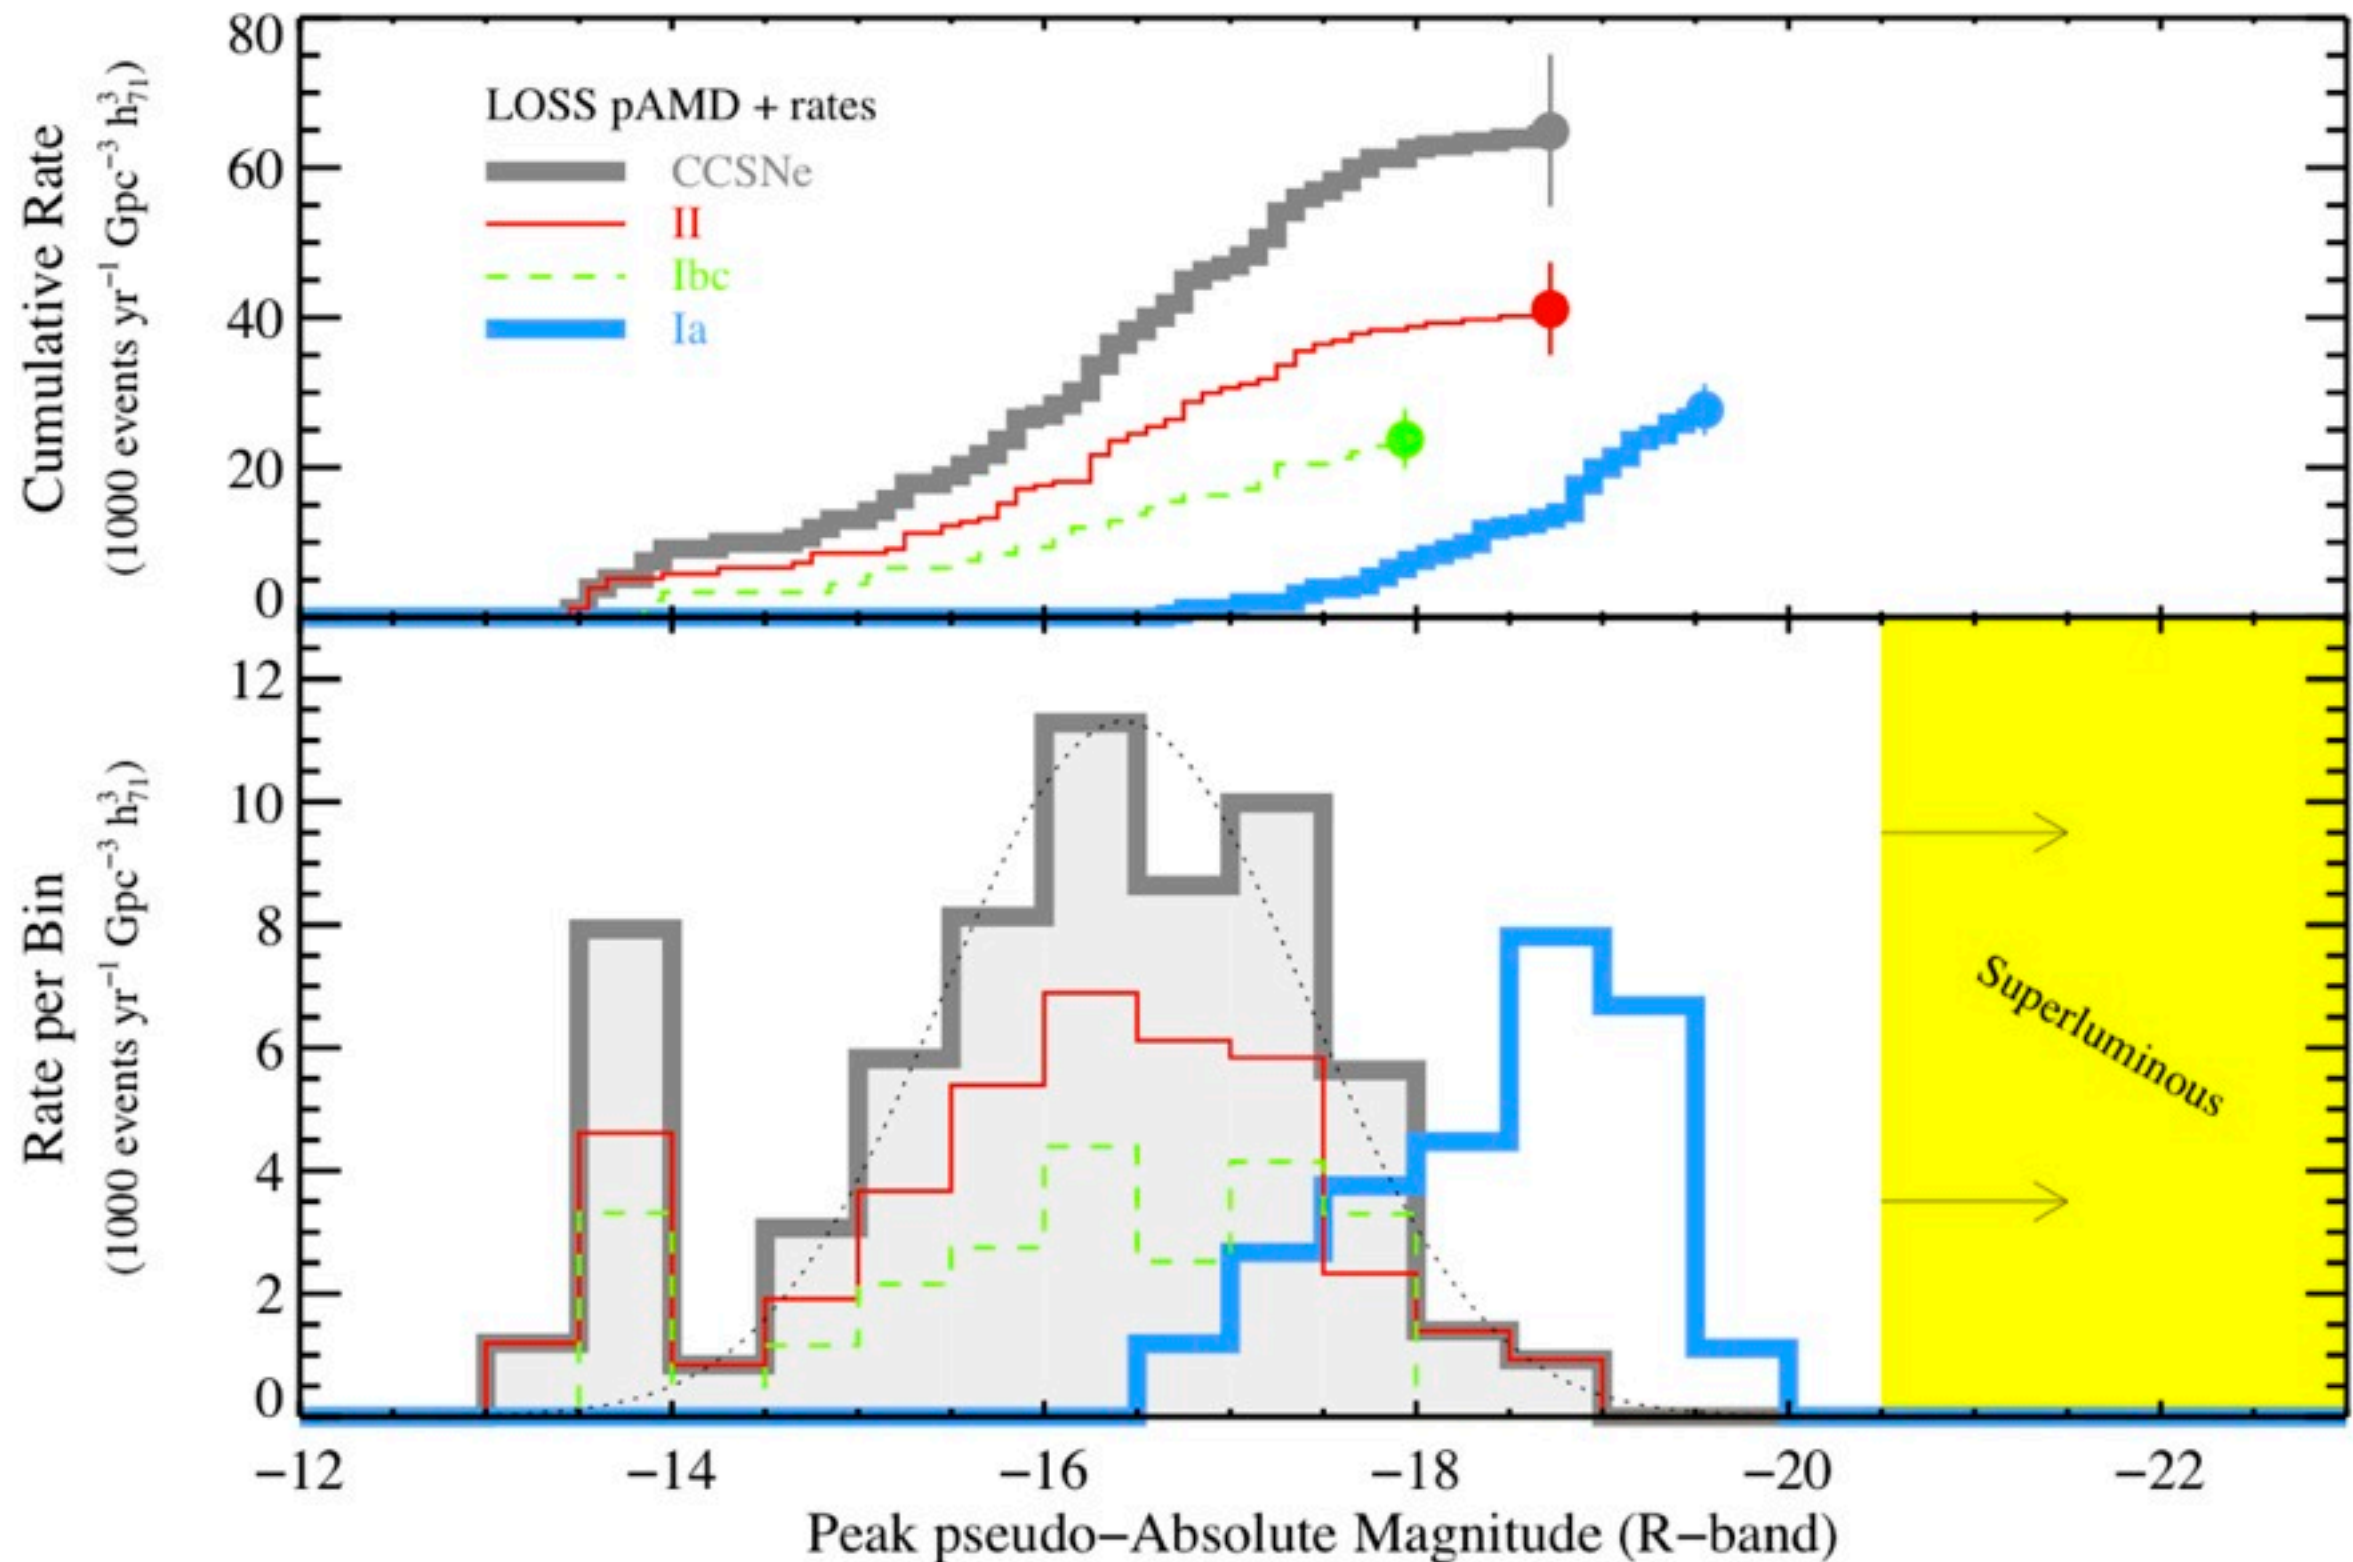 80
60
40
20
0
Cumulative Rate
(1000 events yr⁻¹ Gpc⁻³ h³₇₁)
LOSS pAMD + rates
CCSNe
II
Ibc
Ia
12
10
8
6
4
2
0
Rate per Bin
(1000 events yr⁻¹ Gpc⁻³ h³₇₁)
Superluminous
−12 −14 −16 −18 −20 −22
Peak pseudo−Absolute Magnitude (R−band)